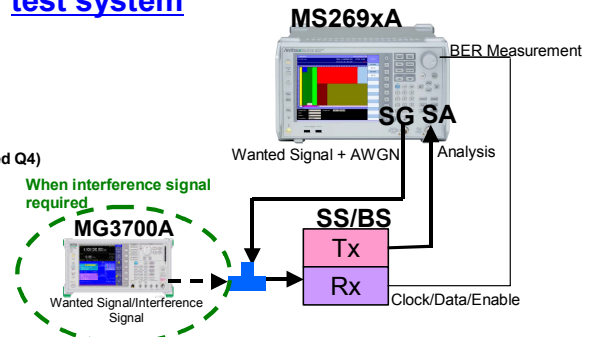 test system
MS269xA
BER Measurement
SG SA
ed Q4)
Wanted Signal + AWGN
Analysis
When interference signal
required
MG3700A
SS/BS
Tx
Rx
Wanted Signal/Interference
Signal
Clock/Data/Enable